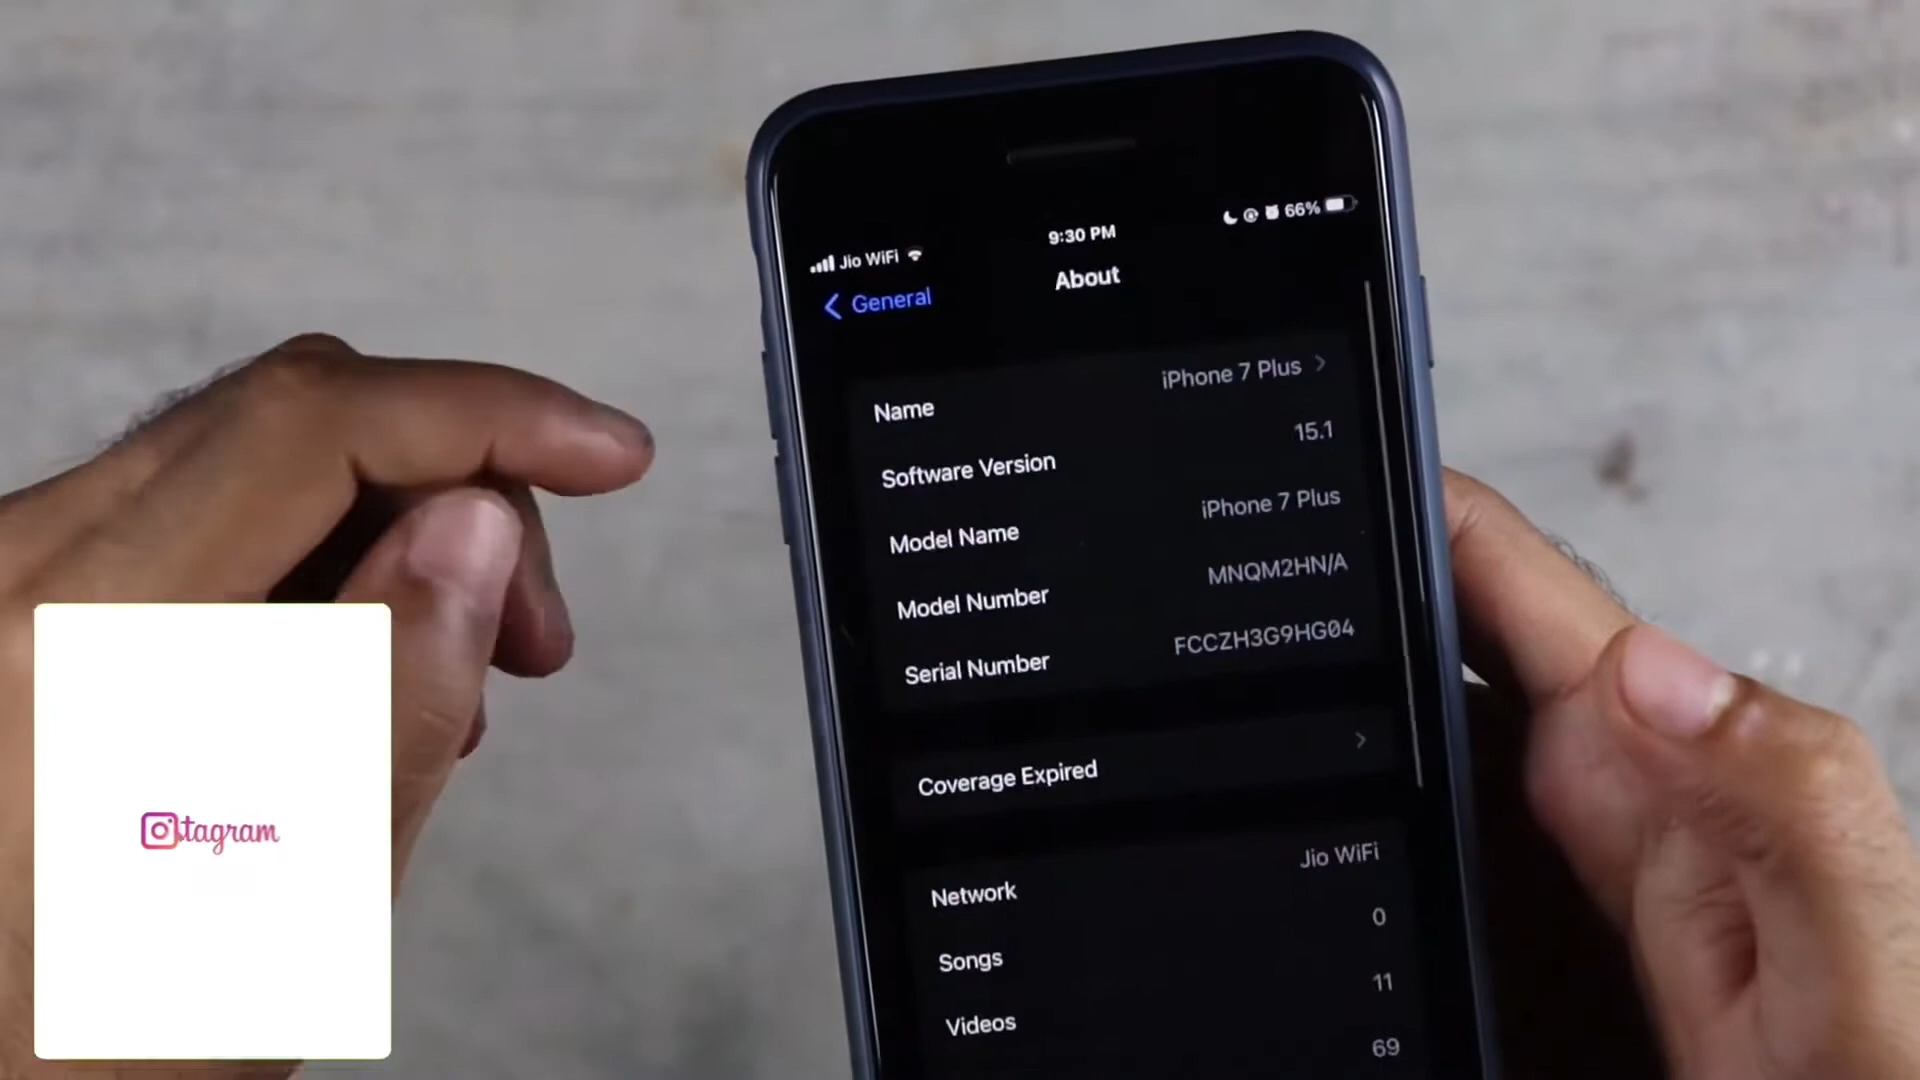 Jio WiFi
9:30 PM
66%
General
About
Name
iPhone 7 Plus
Software Version
15.1
Model Name
iPhone 7 Plus
Model Number
MNQM2HN/A
Serial Number
FCCZH3G9HG04
Coverage Expired
Network
Jio WiFi
Songs
0
Videos
11
69
tagram